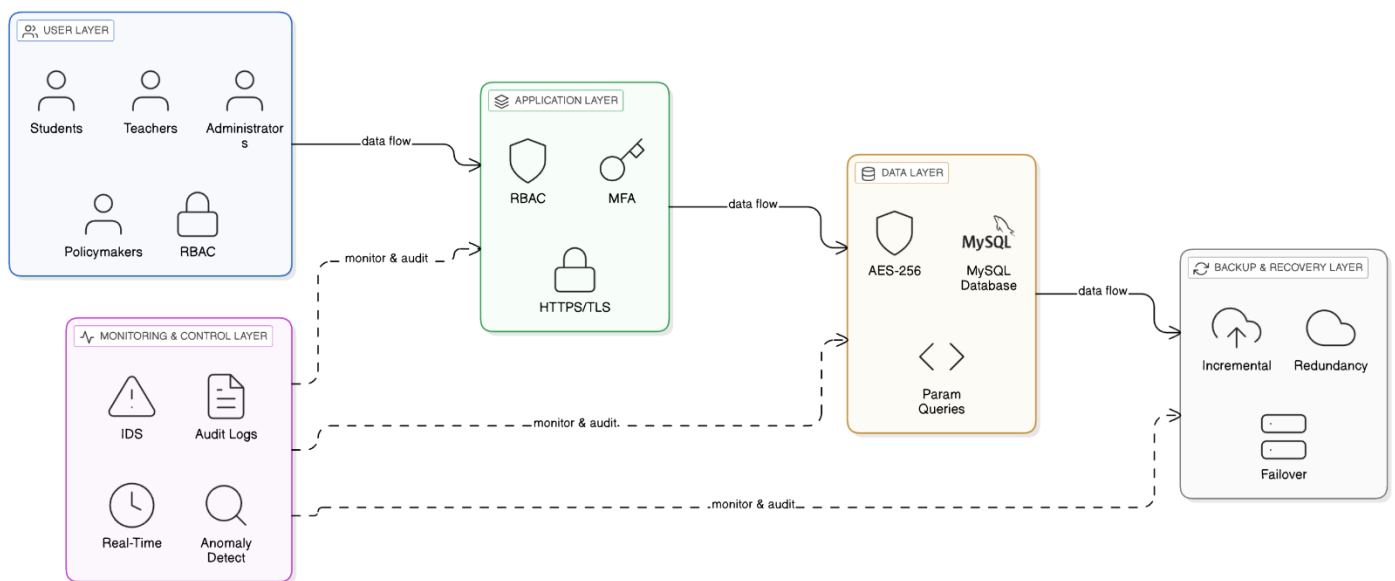 USER LAYER
Students
Teachers
Administrator
s
Policymakers
RBAC
data flow
APPLICATION LAYER
RBAC
MFA
HTTPS/TLS
data flow
DATA LAYER
AES-256
MySQL
MySQL
Database
Param
Queries
data flow
BACKUP & RECOVERY LAYER
Incremental
Redundancy
Failover
MONITORING & CONTROL LAYER
IDS
Audit Logs
Real-Time
Anomaly
Detect
monitor & audit
monitor & audit
monitor & audit